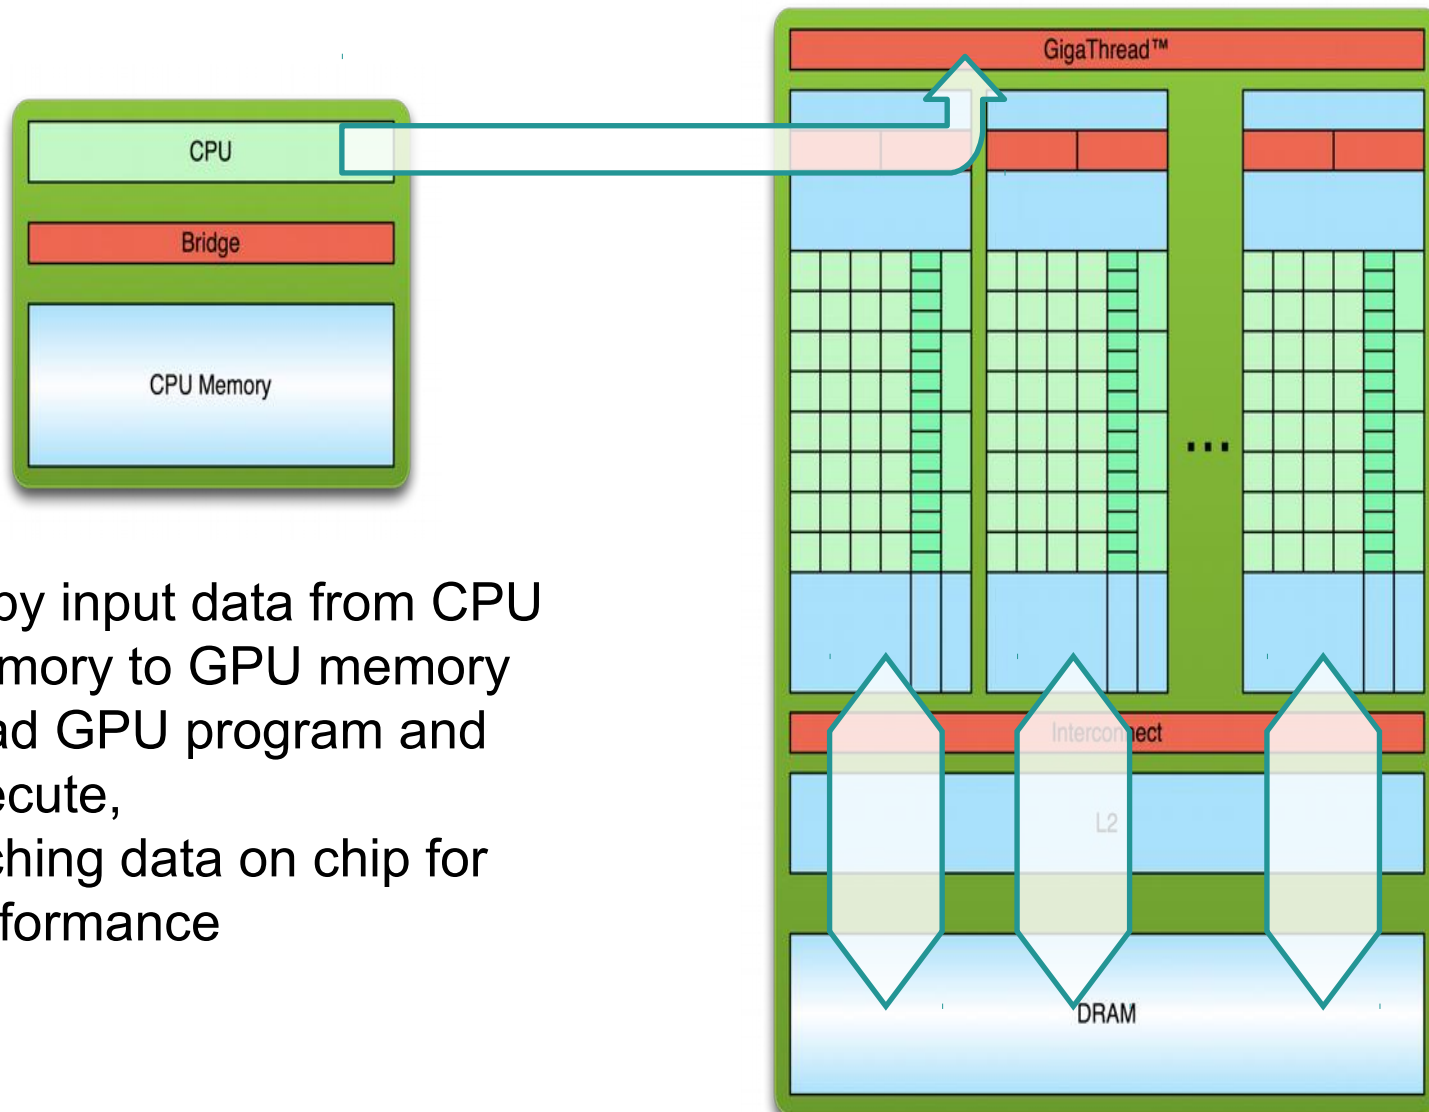 GigaThread™
CPU
Bridge
CPU Memory
py input data from CPU
mory to GPU memory
ad GPU program and
ecute,
ching data on chip for
formance
...
Interconnect
L2
DRAM